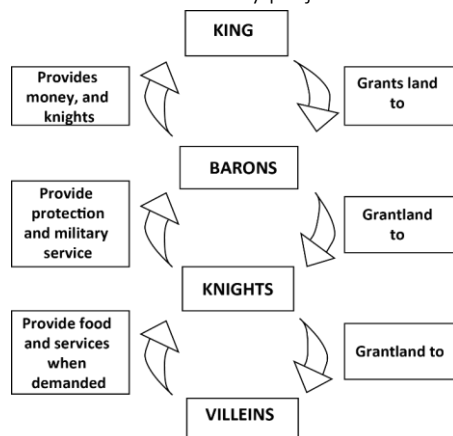 KING
Provides
money, and
knights
Grants land
to
BARONS
Provide
protection
and military
service
Grantland
to
KNIGHTS
Provide food
and services
when
demanded
Grantland to
VILLEINS